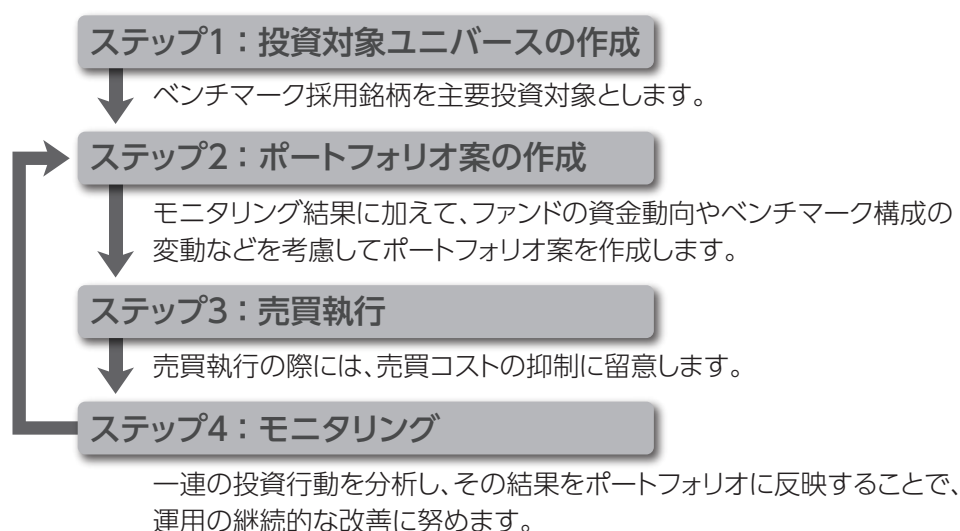 ステップ1：投資対象ユニバースの作成
ベンチマーク採用銘柄を主要投資対象とします。
ステップ2：ポートフォリオ案の作成
モニタリング結果に加えて、ファンドの資金動向やベンチマーク構成の
変動などを考慮してポートフォリオ案を作成します。
ステップ3：売買執行
売買執行の際には、売買コストの抑制に留意します。
ステップ4：モニタリング
一連の投資行動を分析し、その結果をポートフォリオに反映することで、
運用の継続的な改善に努めます。